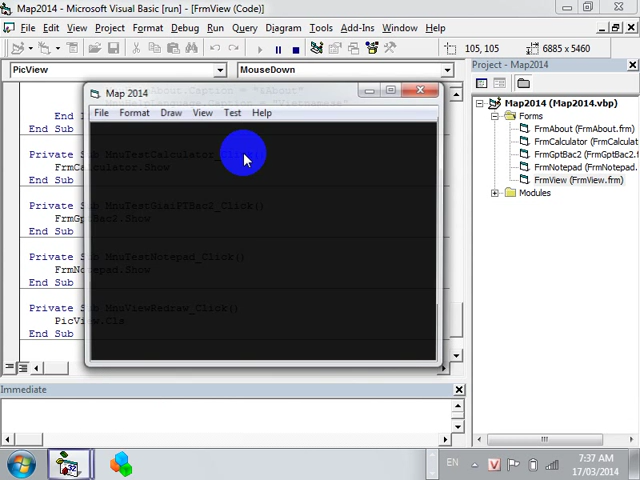 Map2014 - Microsoft Visual Basic [run] - [FrmView (Code)]
File Edit View Project Format Debug Run Query Diagram Tools Add-Ins Window Help
105, 105
6885 x 5460
PicView
MouseDown
Project - Map2014
Map2014 (Map2014.vbp)
Forms
FrmAbout (FrmAbout.frm)
FrmCalculator (FrmCalculat
FrmGptBac2 (FrmGptBac2.f
FrmNotepad (FrmNotepad.
FrmView (FrmView.frm)
Modules
Map 2014
File Format Draw View Test Help
About.Caption = "&About"
End I
End Sub
Private Sub MnuTestCalculator_Click()
FrmCalculator.Show
End Sub
Private Sub MnuTestGiaiPTBac2_Click()
FrmGptBac2.Show
End Sub
Private Sub MnuTestNotepad_Click()
FrmNotepad.Show
End Sub
Private Sub MnuViewRedraw_Click()
PicView.Cls
End Sub
Immediate
EN
7:37 AM
17/03/2014